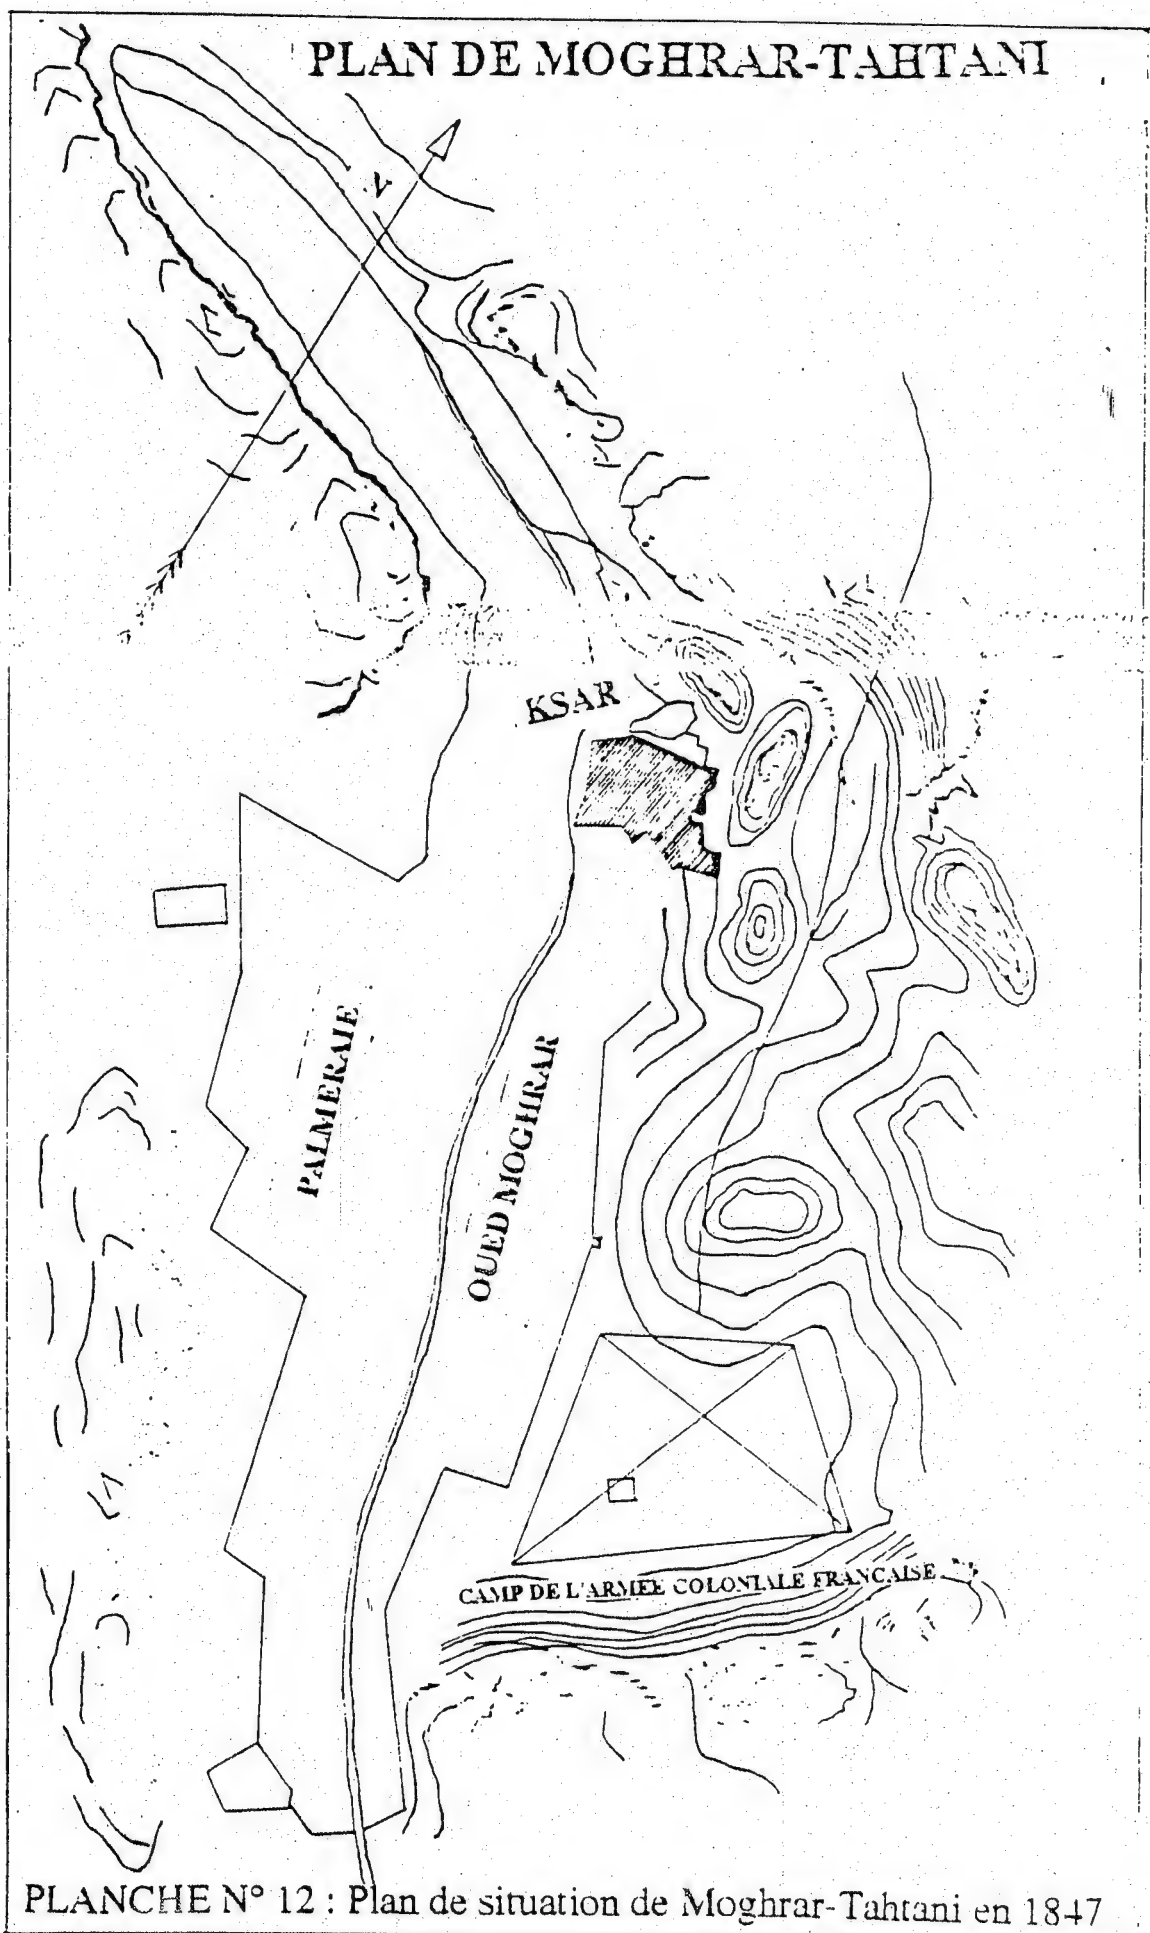 PLAN DE MOGHRAR-TAHTANI
N
KSAR
PALMERAIE
OUED MOGHRAR
CAMP DE L'ARMEE COLONIALE FRANCAISE
PLANCHE N° 12 : Plan de situation de Moghrar-Tahtani en 1847